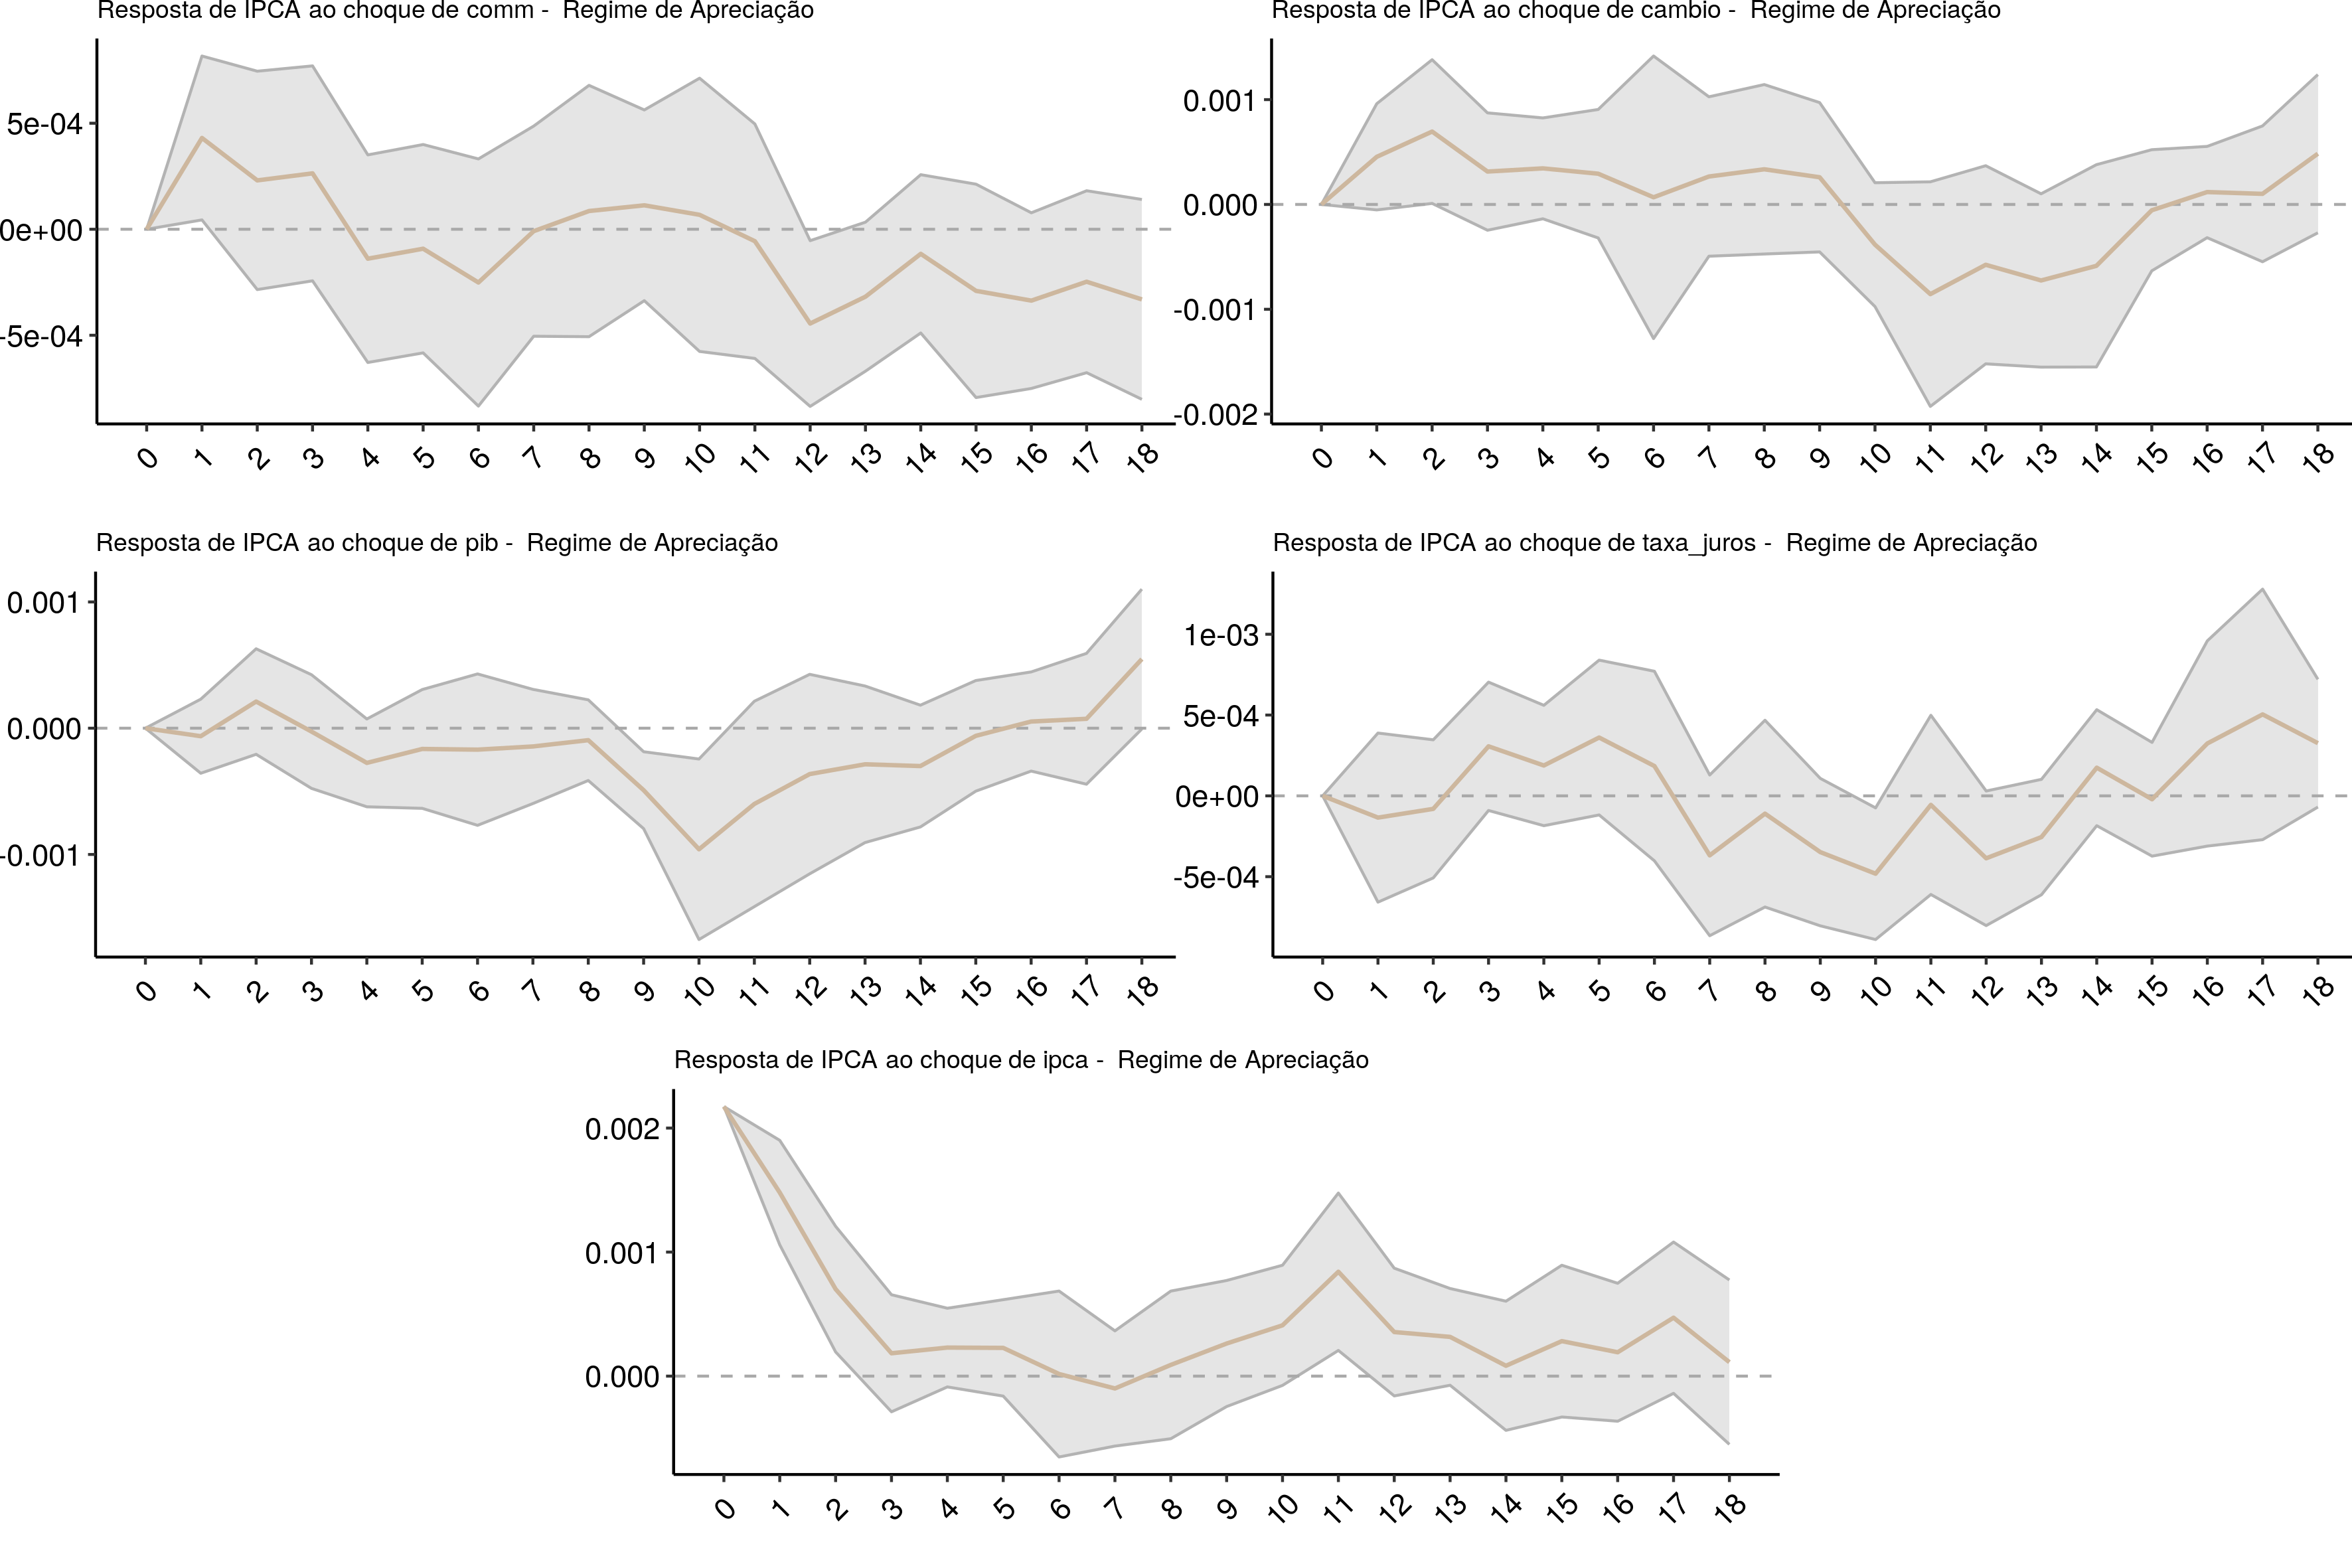 Resposta de IPCA ao choque de comm -  Regime de Apreciação
5e-04
0e+00
-5e-04
0 1 2 3 4 5 6 7 8 9 10 11 12 13 14 15 16 17 18
Resposta de IPCA ao choque de cambio -  Regime de Apreciação
0.001
0.000
-0.001
-0.002
0 1 2 3 4 5 6 7 8 9 10 11 12 13 14 15 16 17 18
Resposta de IPCA ao choque de pib -  Regime de Apreciação
0.001
0.000
-0.001
0 1 2 3 4 5 6 7 8 9 10 11 12 13 14 15 16 17 18
Resposta de IPCA ao choque de taxa_juros -  Regime de Apreciação
1e-03
5e-04
0e+00
-5e-04
0 1 2 3 4 5 6 7 8 9 10 11 12 13 14 15 16 17 18
Resposta de IPCA ao choque de ipca -  Regime de Apreciação
0.002
0.001
0.000
0 1 2 3 4 5 6 7 8 9 10 11 12 13 14 15 16 17 18